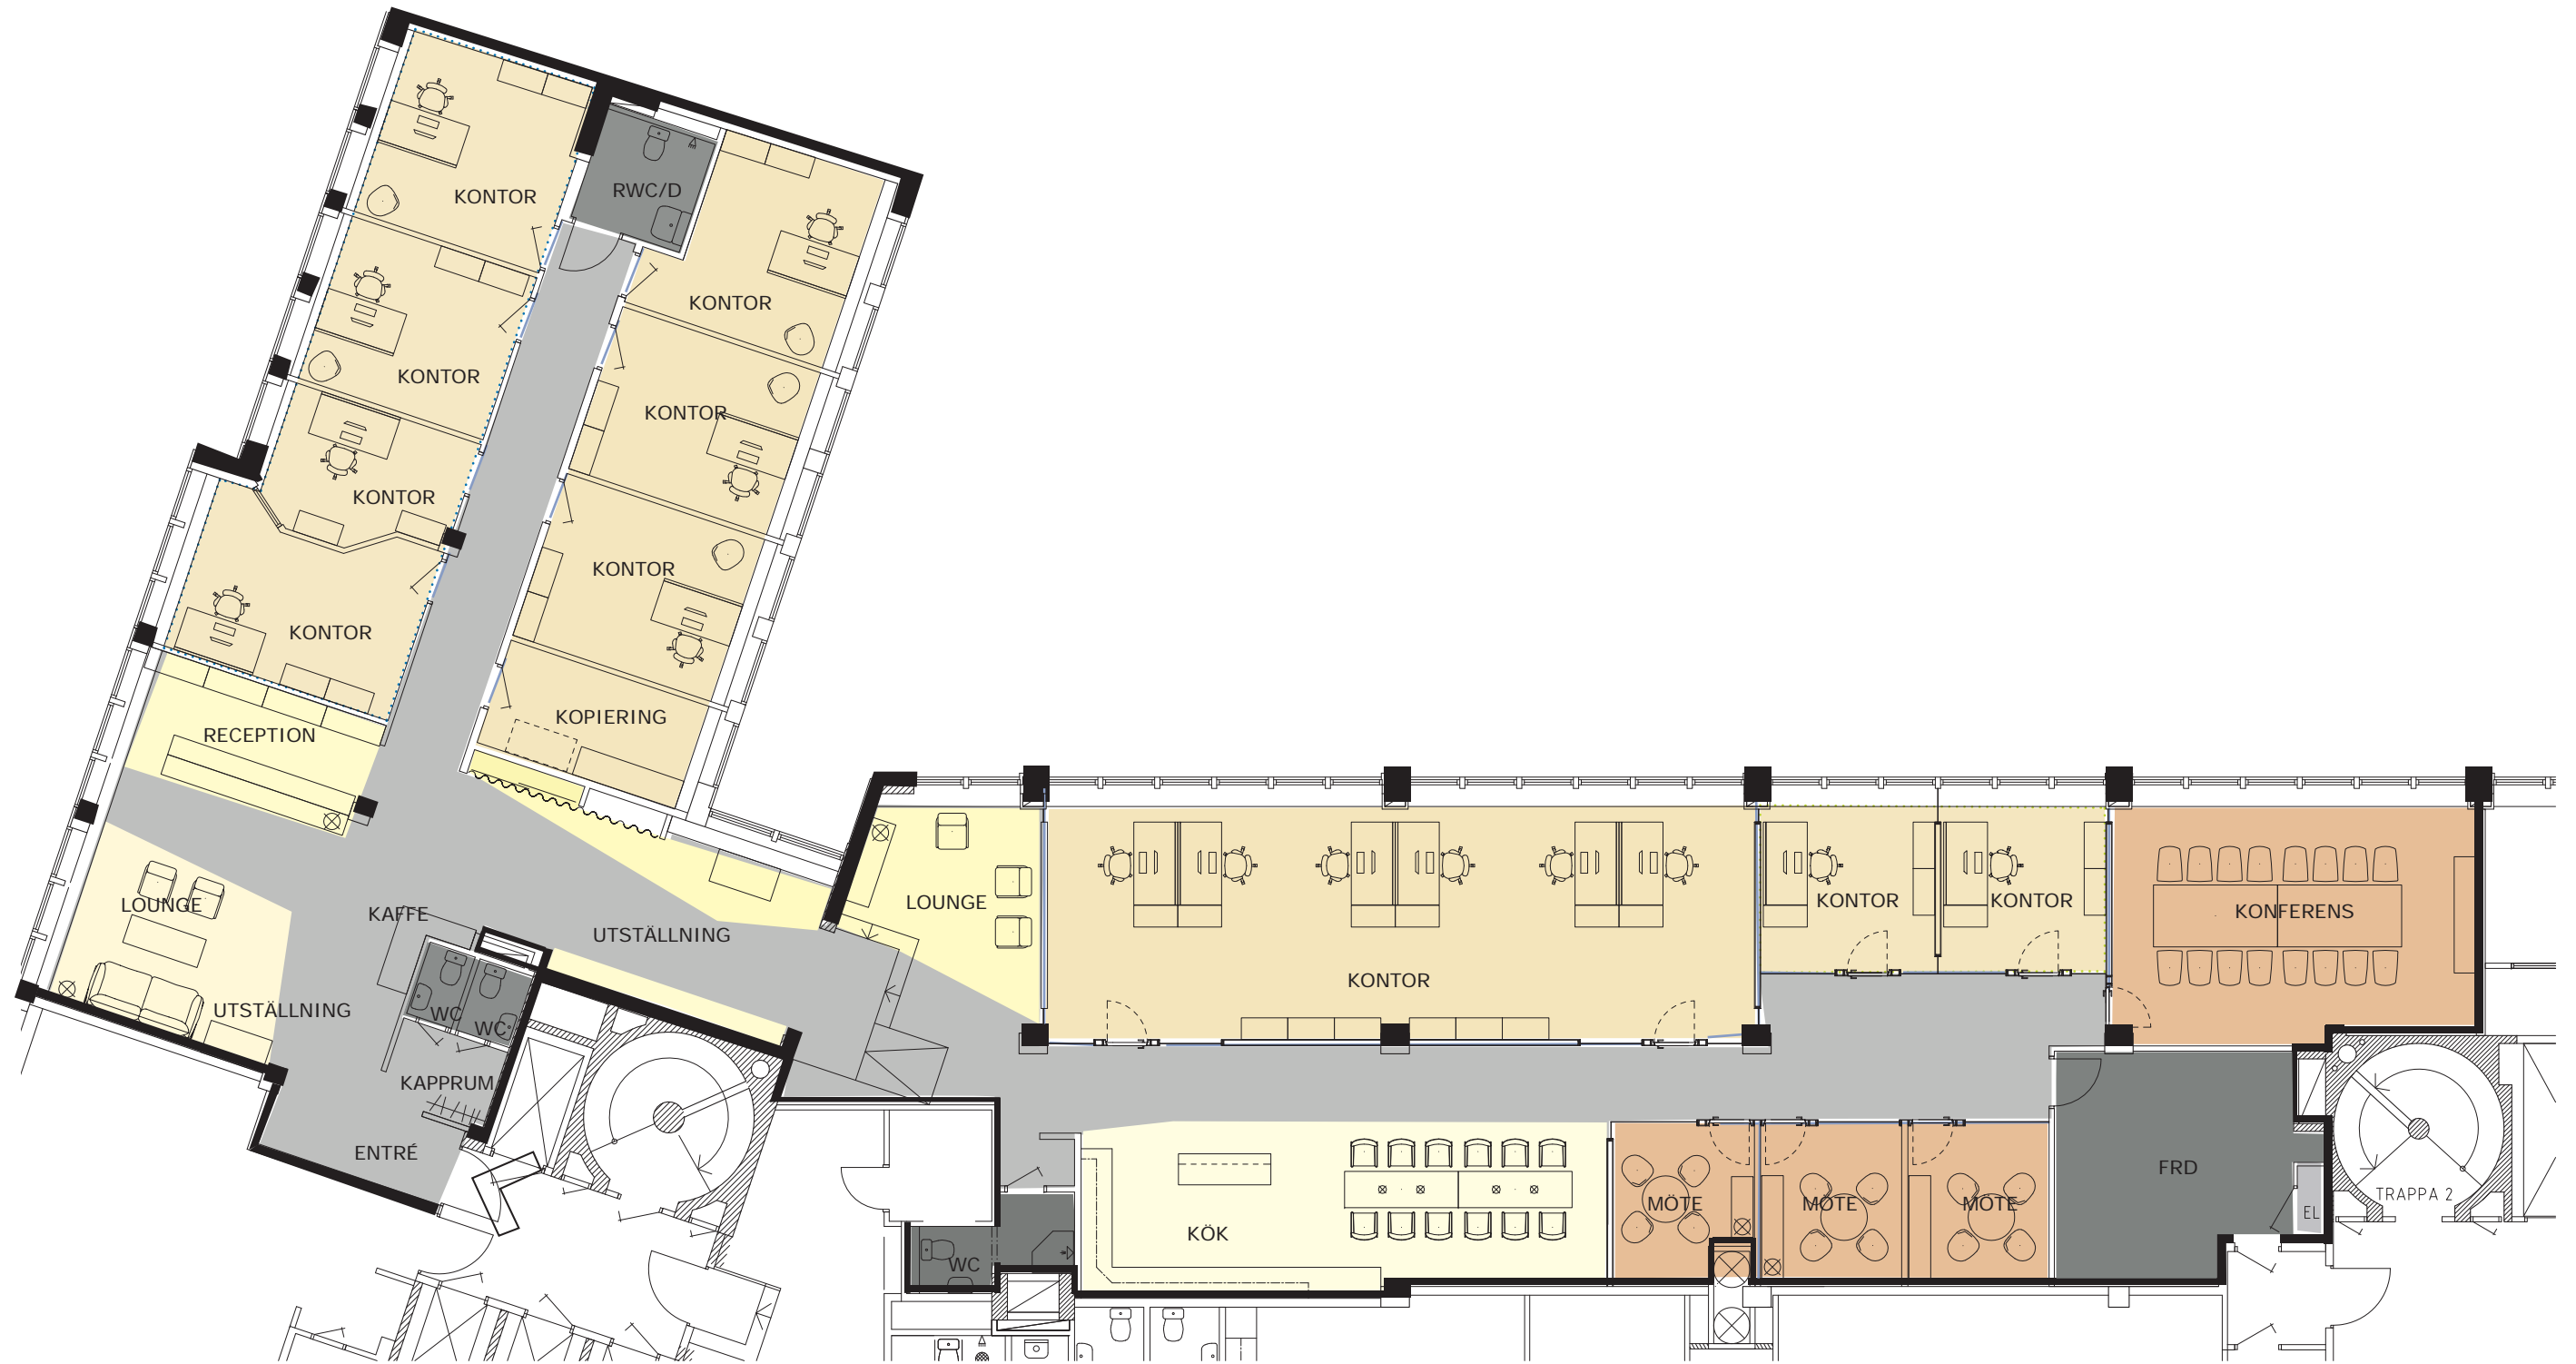 KONTOR
RWC/D
KONTOR
KONTOR
KONTOR
KONTOR
KONTOR
KONTOR
KONTOR
KOPIERING
RECEPTION
LOUNGE
KAFFE
UTSTÄLLNING
UTSTÄLLNING
WC
WC
KAPPRUM
ENTRÉ
LOUNGE
KONTOR
KONTOR
KONTOR
KONFERENS
KÖK
WC
MÖTE
MÖTE
MÖTE
FRD
EL
TRAPPA 2